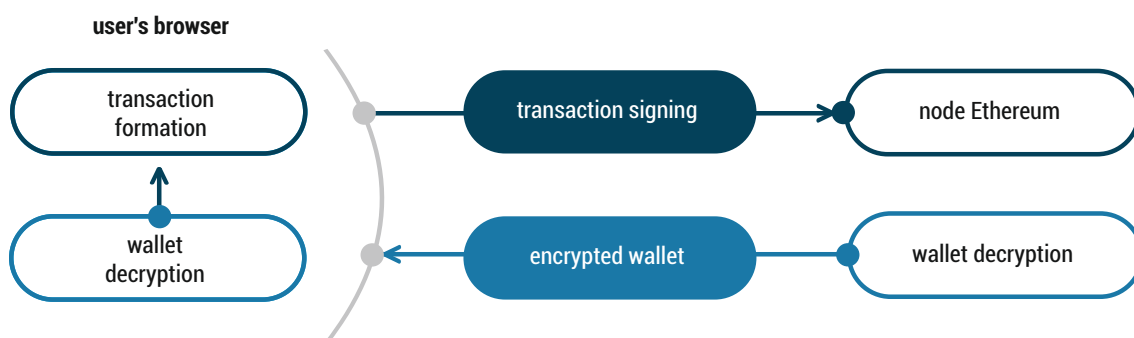 user's browser
transaction
formation
transaction signing
node Ethereum
wallet
decryption
encrypted wallet
wallet decryption